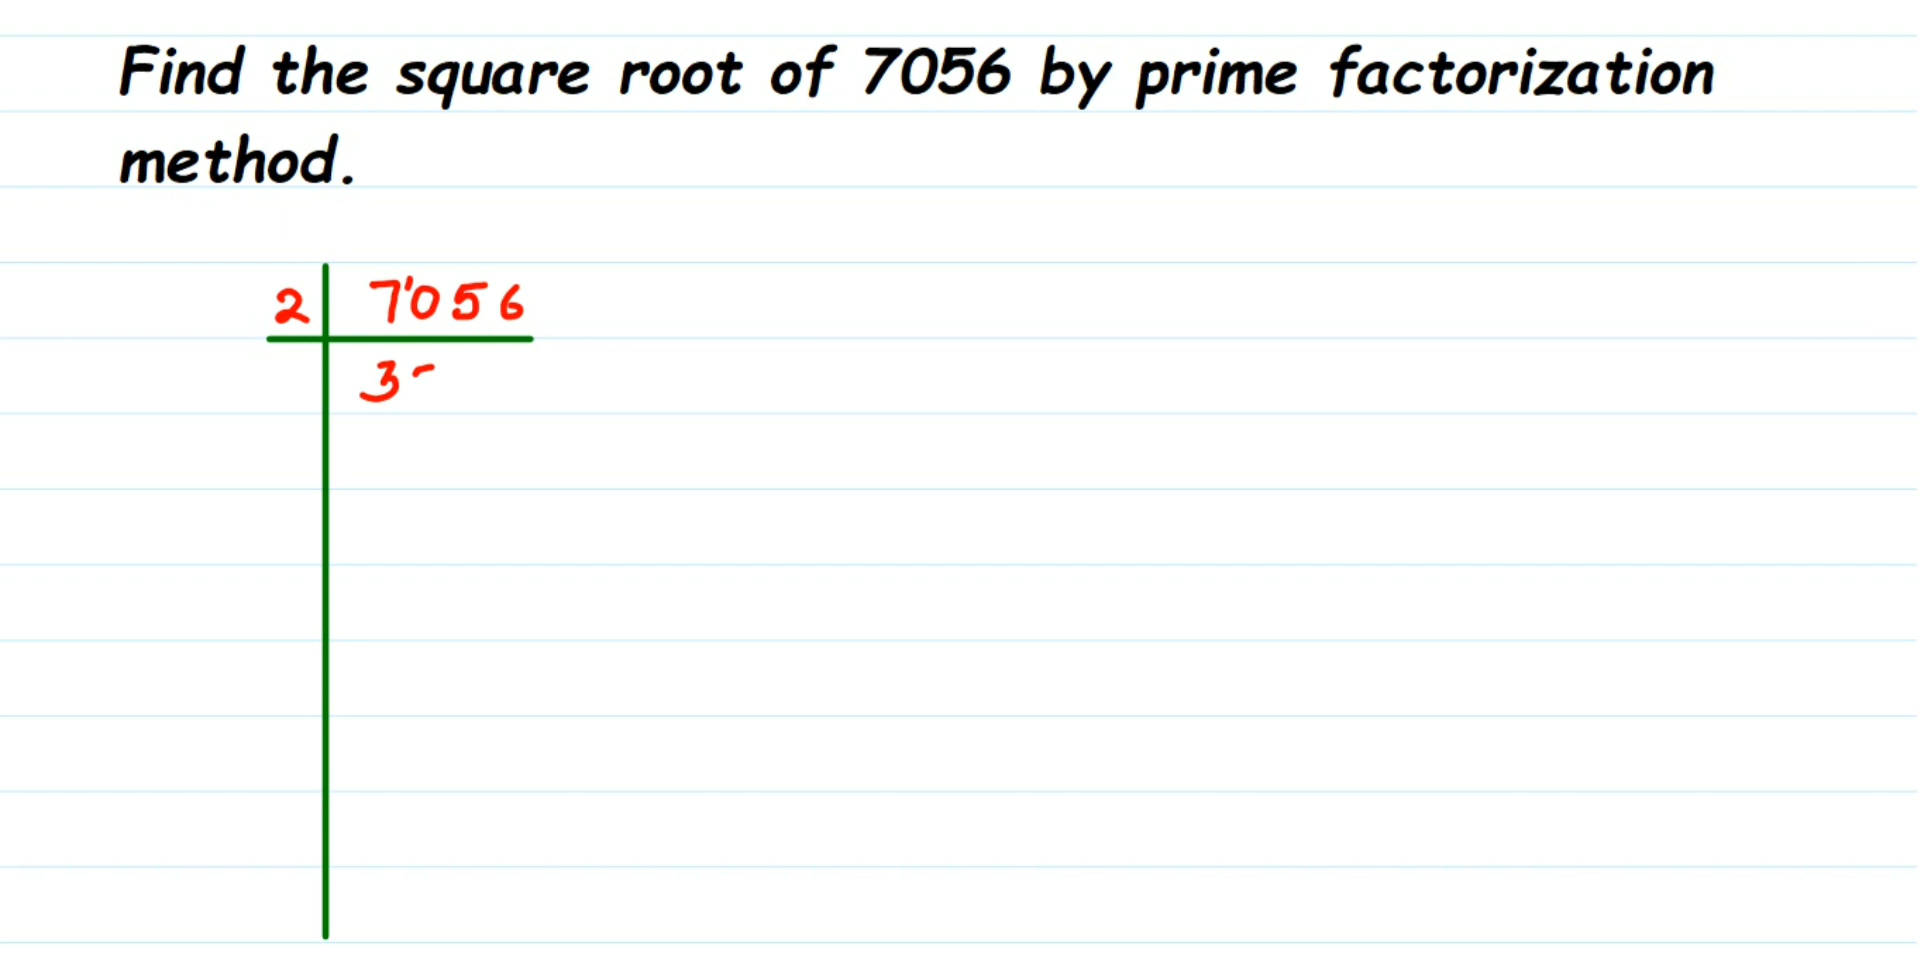 Find the square root of 7056 by prime factorization
method.
2 7'056
3